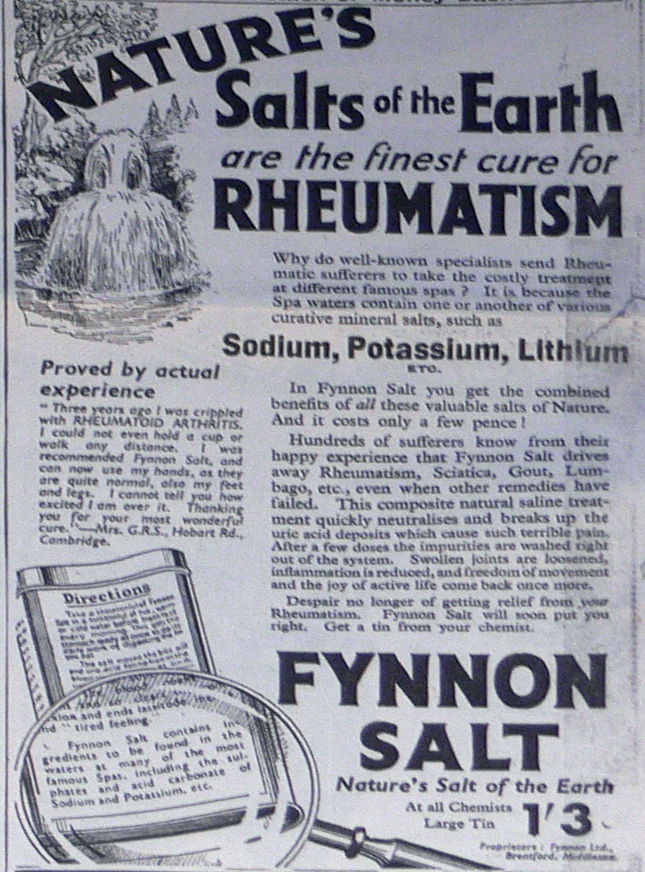 NATURE'S
Salts of the Earth
are the finest cure for
RHEUMATISM
Why do well-known specialists send Rheu-
matic sufferers to take the costly treatment
at different famous spas ? It is because the
Spa waters contain one or another of various
curative mineral salts, such as
Sodium, Potassium, Lithium
ETC.
In Fynnon Salt you get the combined
benefits of all these valuable salts of Nature.
And it costs only a few pence !
Hundreds of sufferers know from their
happy experience that Fynnon Salt drives
away Rheumatism, Sciatica, Gout, Lum-
bago, etc., even when other remedies have
failed. This composite natural saline treat-
ment quickly neutralises and breaks up the
uric acid deposits which cause such terrible pain.
After a few doses the impurities are washed right
out of the system. Swollen joints are loosened,
inflammation is reduced, and freedom of movement
and the joy of active life come back once more.
Despair no longer of getting relief from your
Rheumatism. Fynnon Salt will soon put you
right. Get a tin from your chemist.
Proved by actual
experience
" Three years ago I was crippled
with RHEUMATOID ARTHRITIS.
I could not even hold a cup or
walk any distance. I was
recommended Fynnon Salt, and
can now use my hands, as they
are quite normal, also my feet
and legs. I cannot tell you how
excited I am over it. Thanking
you for your most wonderful
cure."—Mrs. G.R.S., Hobart Rd.,
Cambridge.
Directions
Take a teaspoonful of Fynnon
Salt in a
every morning.
and ends lassitude
" tired feeling."
Fynnon Salt contains in-
gredients to be found in the
waters at many of the most
famous Spas, including the sul-
phates and acid carbonate of
Sodium and Potassium, etc.
FYNNON
SALT
Nature's Salt of the Earth
At all Chemists
Large Tin
1'3
Proprietors : Fynnon Ltd.,
Brentford, Middlesex.